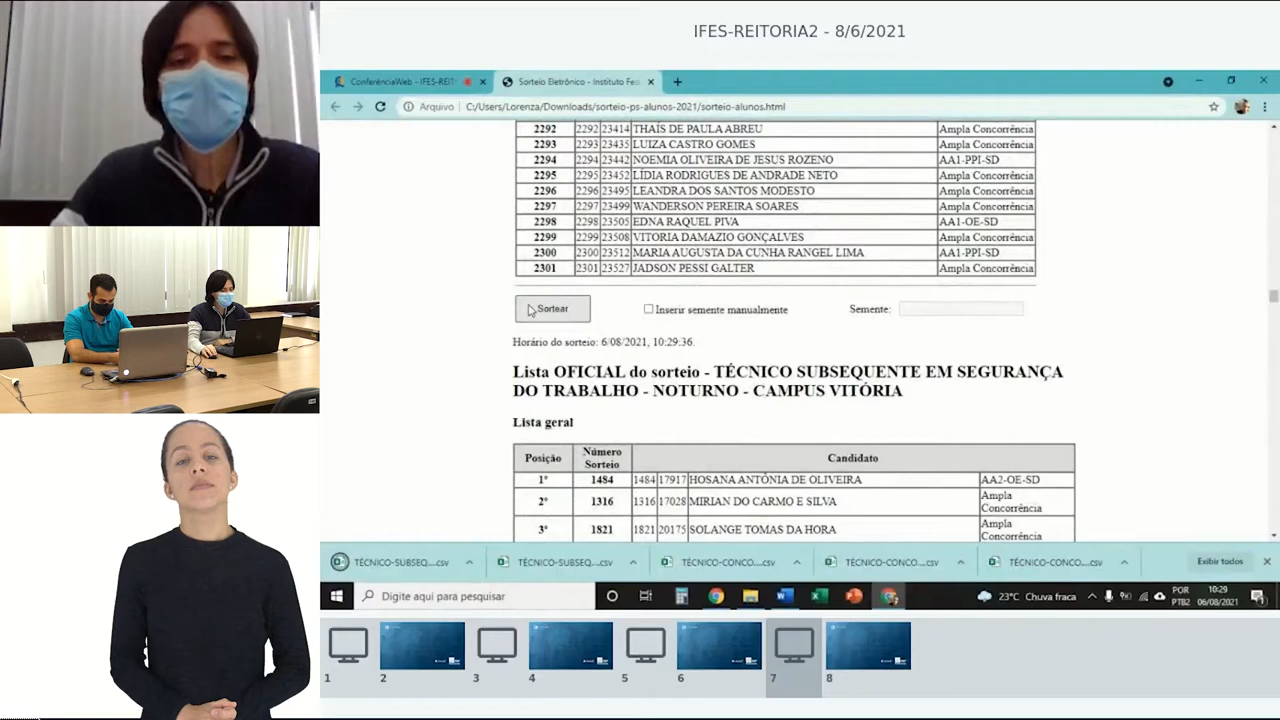 IFES-REITORIA2 - 8/6/2021
ConferênciaWeb - IFES-REIT
Sorteio Eletrônico - Instituto Fe
Arquivo C:/Users/Lorenza/Downloads/sorteio-ps-alunos-2021/sorteio-alunos.html
2292 2292 23414 THAÍS DE PAULA ABREU Ampla Concorrência
2293 2293 23435 LUIZA CASTRO GOMES Ampla Concorrência
2294 2294 23442 NOEMIA OLIVEIRA DE JESUS ROZENO AA1-PPI-SD
2295 2295 23452 LÍDIA RODRIGUES DE ANDRADE NETO Ampla Concorrência
2296 2296 23495 LEANDRA DOS SANTOS MODESTO Ampla Concorrência
2297 2297 23499 WANDERSON PEREIRA SOARES Ampla Concorrência
2298 2298 23505 EDNA RAQUEL PIVA AA1-OE-SD
2299 2299 23508 VITORIA DAMAZIO GONÇALVES Ampla Concorrência
2300 2300 23512 MARIA AUGUSTA DA CUNHA RANGEL LIMA AA1-PPI-SD
2301 2301 23527 JADSON PESSI GALTER Ampla Concorrência
Sortear Inserir semente manualmente Semente:
Horário do sorteio: 6/08/2021, 10:29:36.
Lista OFICIAL do sorteio - TÉCNICO SUBSEQUENTE EM SEGURANÇA
DO TRABALHO - NOTURNO - CAMPUS VITÓRIA
Lista geral
Posição Número Sorteio Candidato
1º 1484 1484 17917 HOSANA ANTÔNIA DE OLIVEIRA AA2-OE-SD
2º 1316 1316 17028 MIRIAN DO CARMO E SILVA Ampla Concorrência
3º 1821 1821 20175 SOLANGE TOMAS DA HORA Ampla Concorrência
TÉCNICO-SUBSEQ....csv TÉCNICO-SUBSEQ....csv TÉCNICO-CONCO....csv TÉCNICO-CONCO....csv TÉCNICO-CONCO....csv Exibir todos
Digite aqui para pesquisar 23°C Chuva fraca POR PTB2 10:29 06/08/2021
1 2 3 4 5 6 7 8